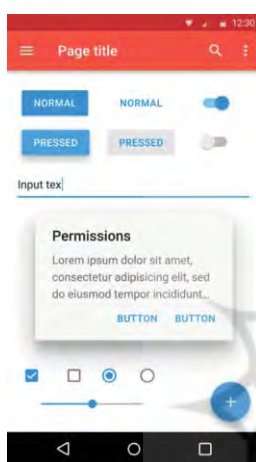 12:30
Page title
NORMAL NORMAL
PRESSED PRESSED
Input tex
Permissions
Lorem ipsum dolor sit amet,
consectetur adipisicing elit, sed
do eiusmod tempor incididunt...
BUTTON BUTTON